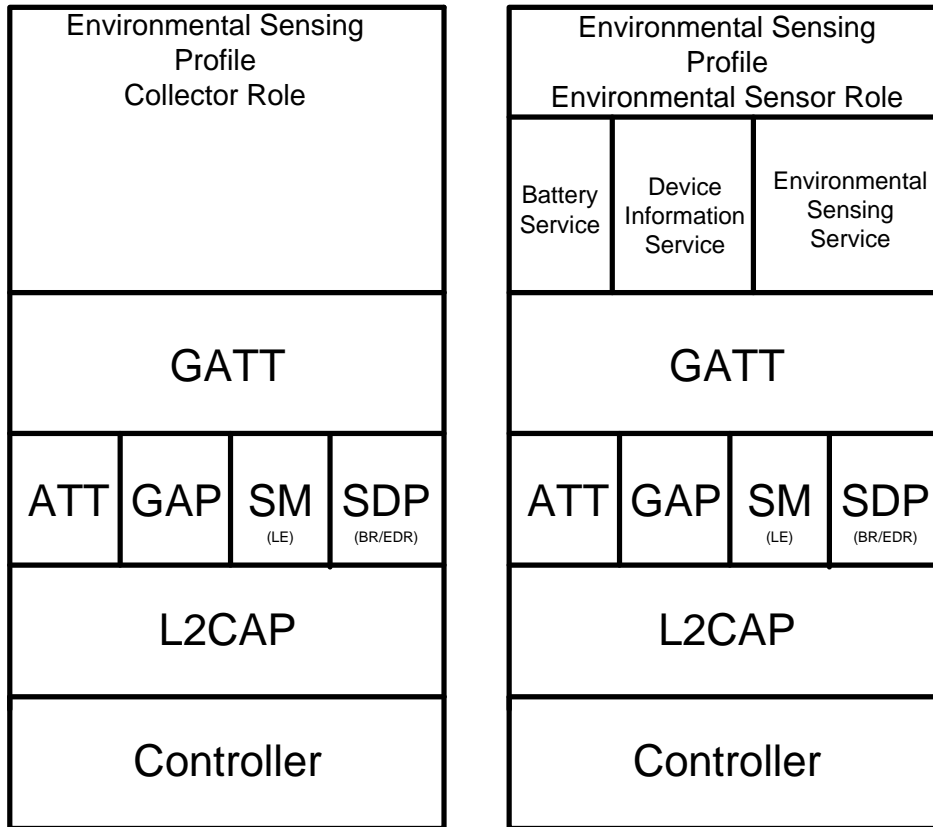 Environmental Sensing
Profile
Collector Role
GATT
ATT GAP SM SDP
(LE) (BR/EDR)
L2CAP
Controller
Environmental Sensing
Profile
Environmental Sensor Role
Battery
Service
Device
Information
Service
Environmental
Sensing
Service
GATT
ATT GAP SM SDP
(LE) (BR/EDR)
L2CAP
Controller